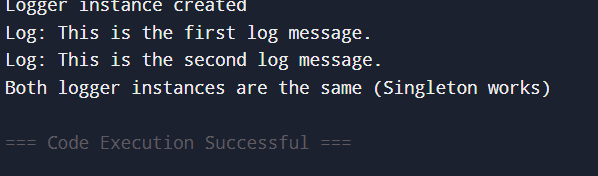 Logger instance created
Log: This is the first log message.
Log: This is the second log message.
Both logger instances are the same (Singleton works)
=== Code Execution Successful ===